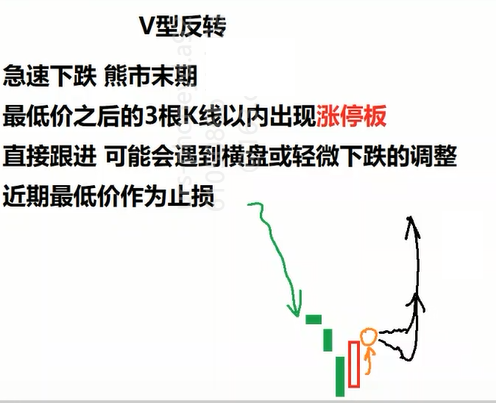 V型反转
急速下跌 熊市末期
最低价之后的3根K线以内出现涨停板
直接跟进 可能会遇到横盘或轻微下跌的调整
近期最低价作为止损